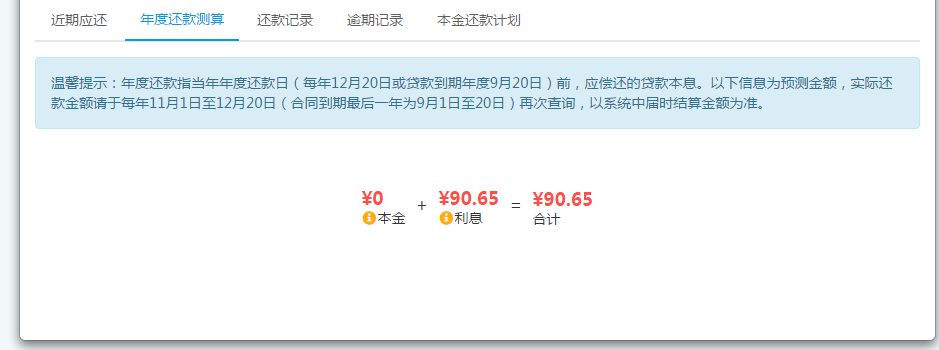 近期应还 年度还款测算 还款记录 逾期记录 本金还款计划
温馨提示：年度还款指当年年度还款日（每年12月20日或贷款到期年度9月20日）前，应偿还的贷款本息。以下信息为预测金额，实际还
款金额请于每年11月1日至12月20日（合同到期最后一年为9月1日至20日）再次查询，以系统中届时结算金额为准。
¥0 + ¥90.65 = ¥90.65
本金 利息 合计